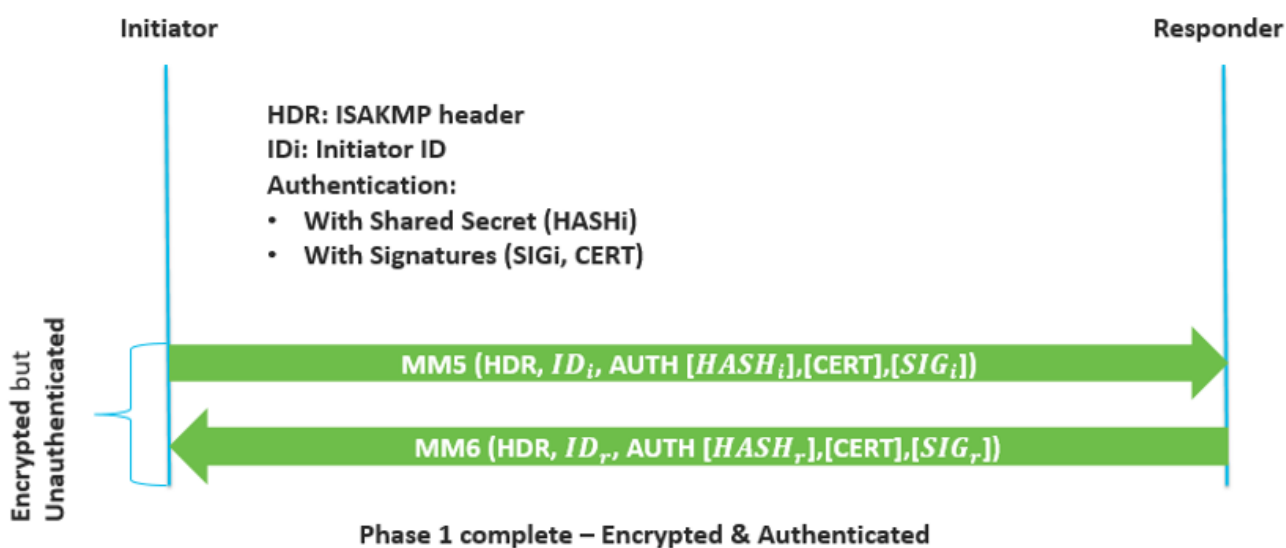 Initiator
Responder
HDR: ISAKMP header
IDi: Initiator ID
Authentication:
• With Shared Secret (HASHi)
• With Signatures (SIGi, CERT)
Encrypted but
Unauthenticated
MM5 (HDR, IDᵢ, AUTH [HASHᵢ],[CERT],[SIGᵢ])
MM6 (HDR, IDᵣ, AUTH [HASHᵣ],[CERT],[SIGᵣ])
Phase 1 complete – Encrypted & Authenticated